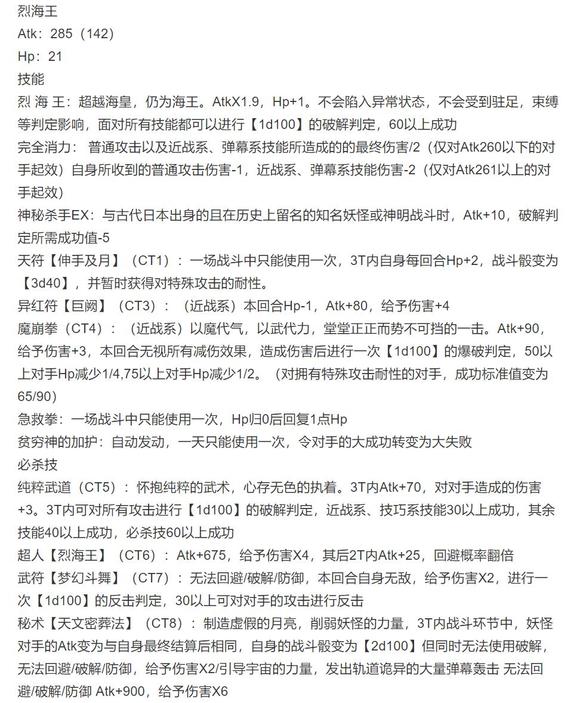 烈海王
Atk：285（142）
Hp：21
技能
烈 海 王：超越海皇，仍为海王。AtkX1.9，Hp+1。不会陷入异常状态，不会受到驻足，束缚
等判定影响，面对所有技能都可以进行【1d100】的破解判定，60以上成功
完全消力： 普通攻击以及近战系、弹幕系技能所造成的的最终伤害/2（仅对Atk260以下的对
手起效）自身所收到的普通攻击伤害-1，近战系、弹幕系技能伤害-2（仅对Atk261以上的对
手起效）
神秘杀手EX：与古代日本出身的且在历史上留名的知名妖怪或神明战斗时，Atk+10，破解判
定所需成功值-5
天符【伸手及月】（CT1）：一场战斗中只能使用一次，3T内自身每回合Hp+2，战斗骰变为
【3d40】，并暂时获得对特殊攻击的耐性。
异红符【巨阙】（CT3）：（近战系）本回合Hp-1，Atk+80，给予伤害+4
魔崩拳（CT4）：（近战系）以魔代气，以武代力，堂堂正正而势不可挡的一击。Atk+90，
给予伤害+3，本回合无视所有减伤效果，造成伤害后进行一次【1d100】的爆破判定，50以
上对手Hp减少1/4,75以上对手Hp减少1/2。（对拥有特殊攻击耐性的对手，成功标准值变为
65/90）
急救拳：一场战斗中只能使用一次，Hp归0后回复1点Hp
贫穷神的加护：自动发动，一天只能使用一次，令对手的大成功转变为大失败
必杀技
纯粹武道（CT5）：怀抱纯粹的武术，心存无色的执着。3T内Atk+70，对对手造成的伤害
+3。3T内可对所有攻击进行【1d100】的破解判定，近战系、技巧系技能30以上成功，其余
技能40以上成功，必杀技60以上成功
超人【烈海王】（CT6）：Atk+675，给予伤害X4，其后2T内Atk+25，回避概率翻倍
武符【梦幻斗舞】（CT7）：无法回避/破解/防御，本回合自身无敌，给予伤害X2，进行一
次【1d100】的反击判定，30以上可对对手的攻击进行反击
秘术【天文密葬法】（CT8）：制造虚假的月亮，削弱妖怪的力量，3T内战斗环节中，妖怪
对手的Atk变为与自身最终结算后相同，自身的战斗骰变为【2d100】但同时无法使用破解，
无法回避/破解/防御，给予伤害X2/引导宇宙的力量，发出轨道诡异的大量弹幕轰击 无法回
避/破解/防御 Atk+900，给予伤害X6